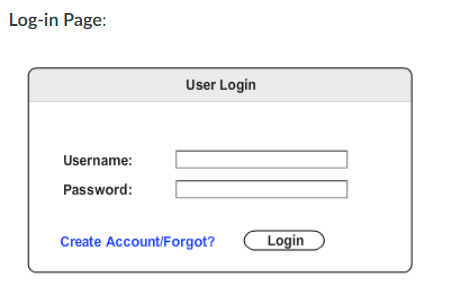 Log-in Page:
User Login
Username:
Password:
Create Account/Forgot? Login